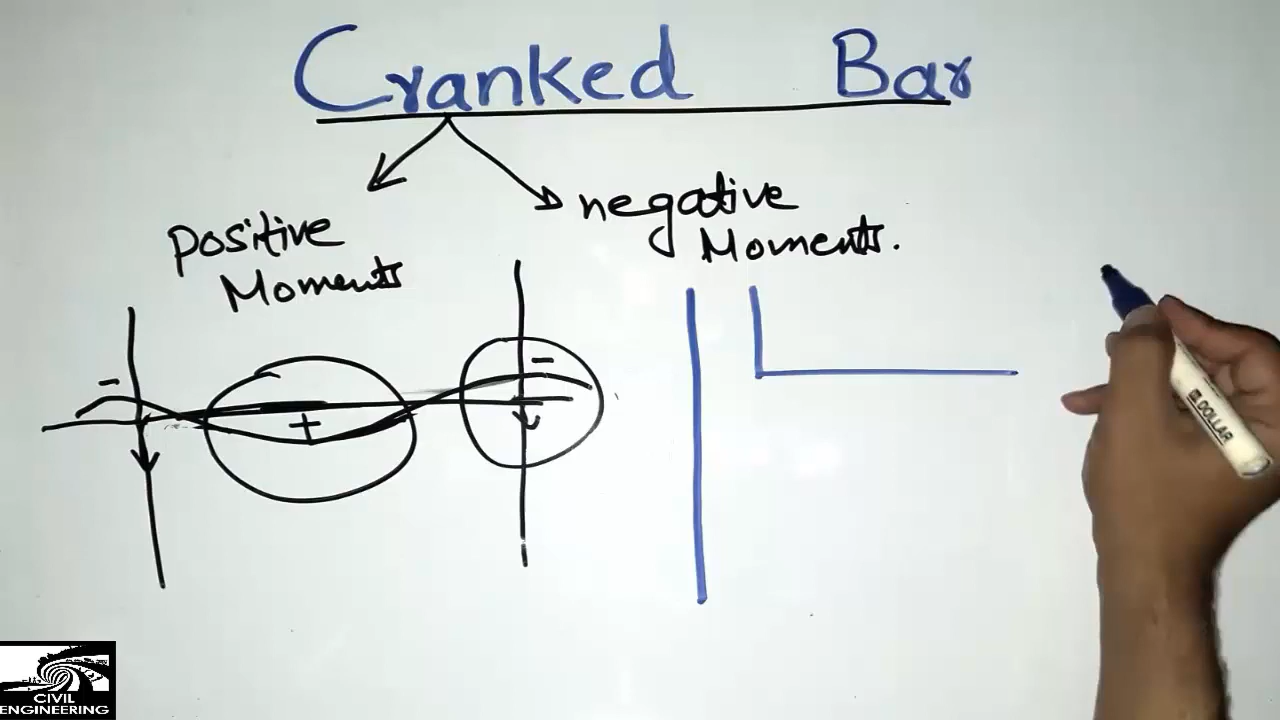 Cranked Bar
positive
Moments
negative
Moments.
-
+
-
DOLLAR
CIVIL
ENGINEERING